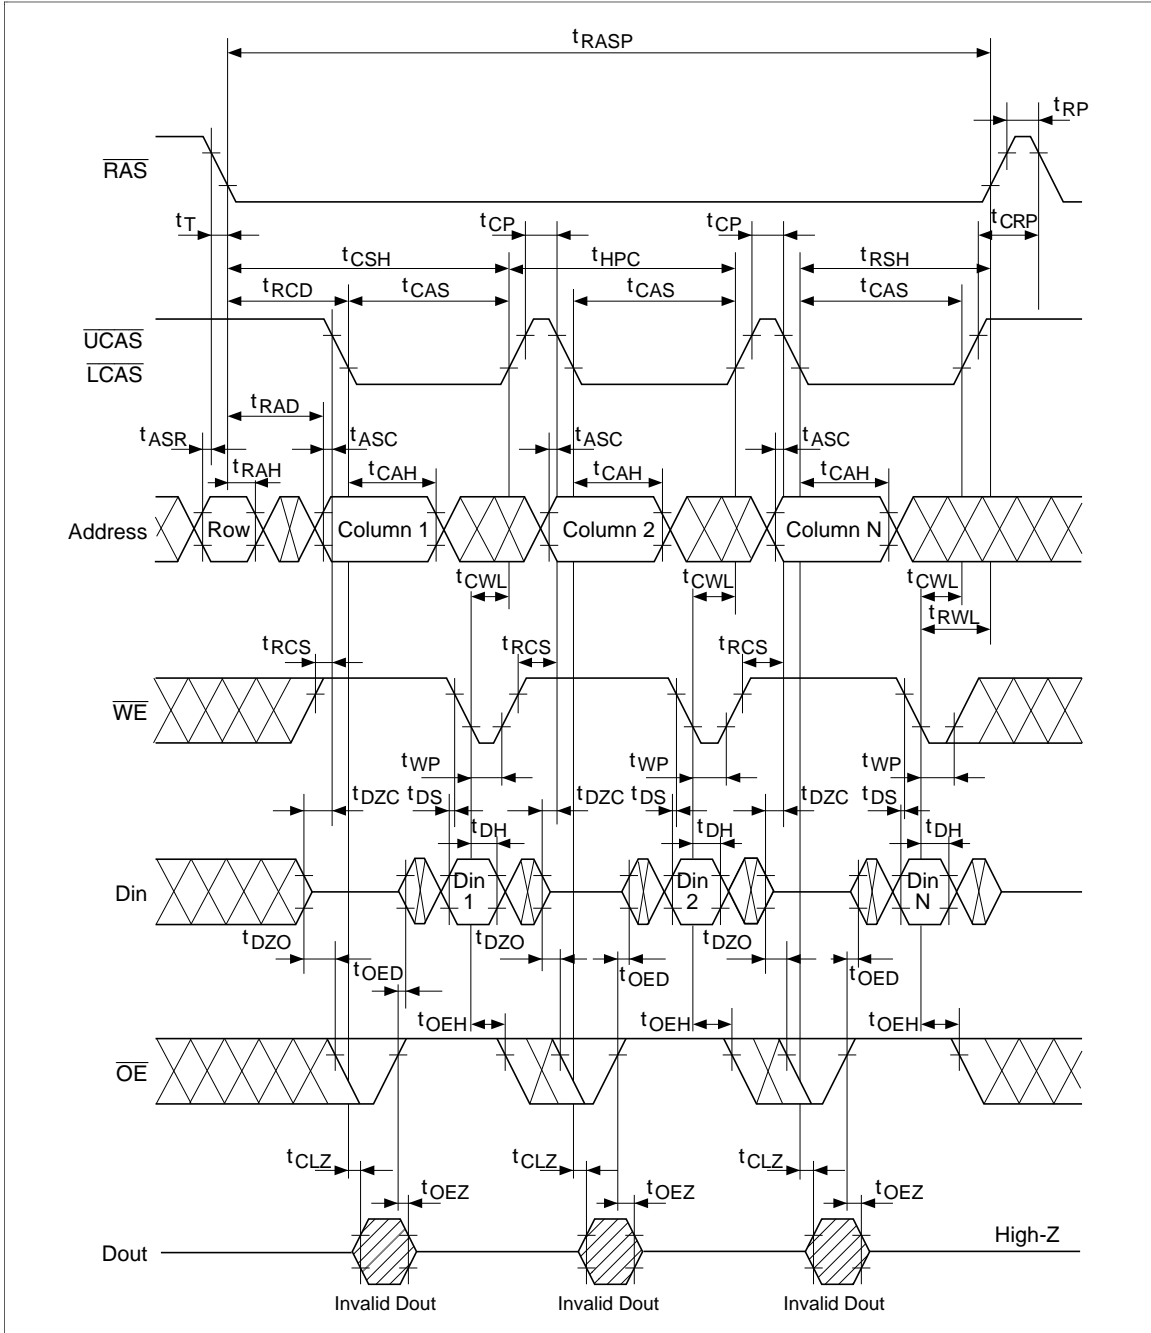 tRASP
tRP
RAS
tT
tCP
tCP
tCRP
tCSH
tHPC
tRSH
tRCD
tCAS
tCAS
tCAS
UCAS
LCAS
tRAD
tASR
tASC
tASC
tASC
tRAH
tCAH
tCAH
tCAH
Address
Row
Column 1
Column 2
Column N
tCWL
tCWL
tCWL
tRWL
tRCS
tRCS
tRCS
WE
tWP
tWP
tWP
tDZC
tDS
tDZC
tDS
tDZC
tDS
tDH
tDH
tDH
Din
Din
1
Din
2
Din
N
tDZO
tDZO
tDZO
tOED
tOED
tOED
tOEH
tOEH
tOEH
OE
tCLZ
tCLZ
tCLZ
tOEZ
tOEZ
tOEZ
Dout
High-Z
Invalid Dout
Invalid Dout
Invalid Dout